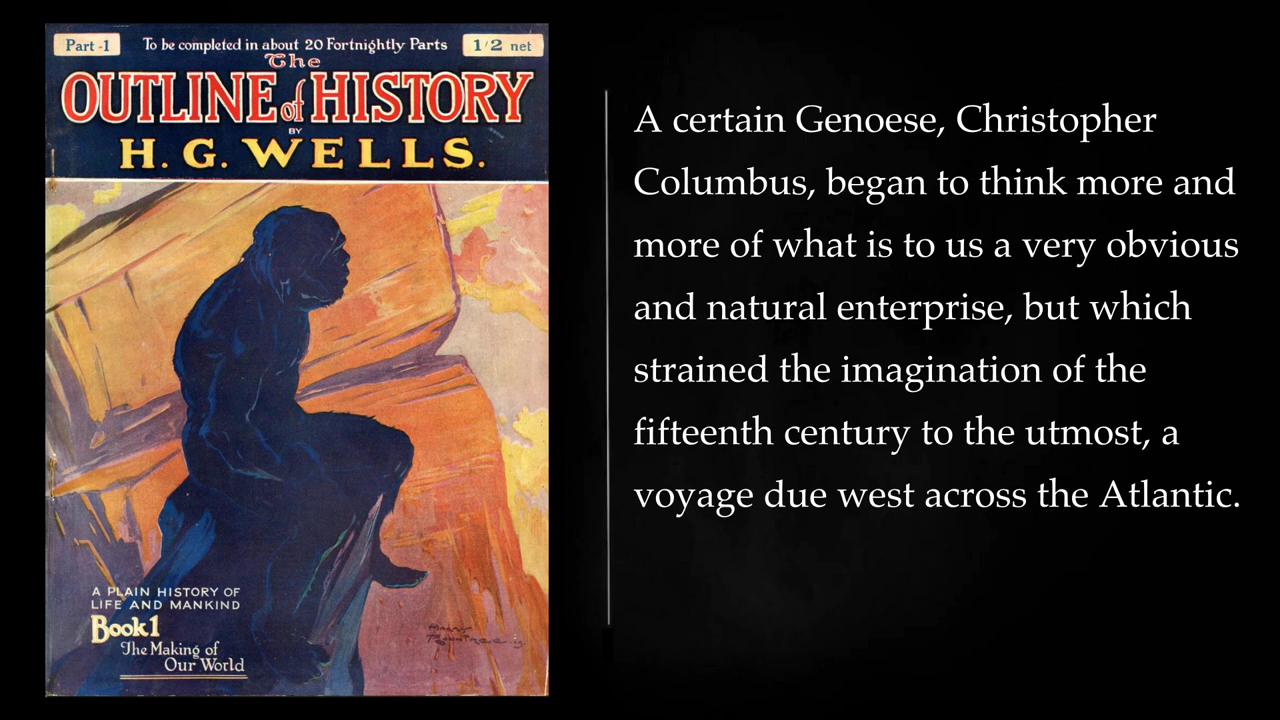 Part -1
To be completed in about 20 Fortnightly Parts
1/2 net
The
OUTLINE of HISTORY
BY
H. G. WELLS.
A PLAIN HISTORY OF
LIFE AND MANKIND
Book 1
The Making of
Our World
A certain Genoese, Christopher
Columbus, began to think more and
more of what is to us a very obvious
and natural enterprise, but which
strained the imagination of the
fifteenth century to the utmost, a
voyage due west across the Atlantic.